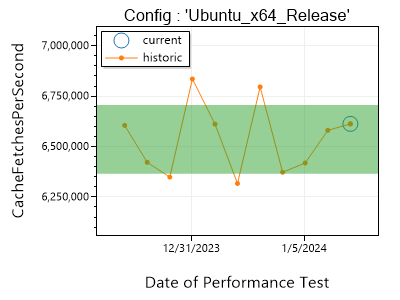 Config : 'Ubuntu_x64_Release'
current
historic
CacheFetchesPerSecond
7,000,000
6,750,000
6,500,000
6,250,000
12/31/2023
1/5/2024
Date of Performance Test